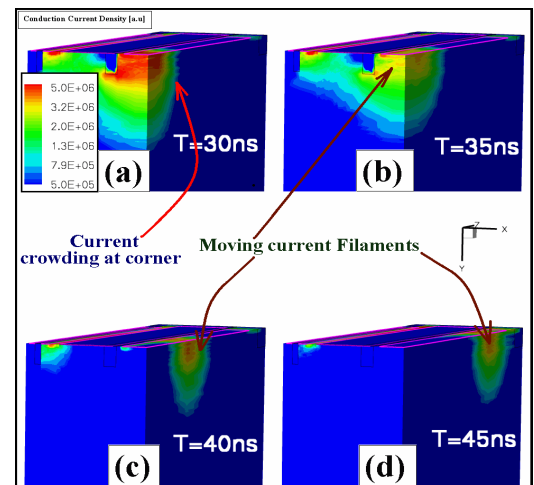 Conduction Current Density [a.u]
5.0E+06
3.2E+06
2.0E+06
1.3E+06
7.9E+05
5.0E+05
(a)
T=30ns
(b)
T=35ns
Current
crowding at corner
Moving current Filaments
Z
X
Y
(c)
T=40ns
(d)
T=45ns